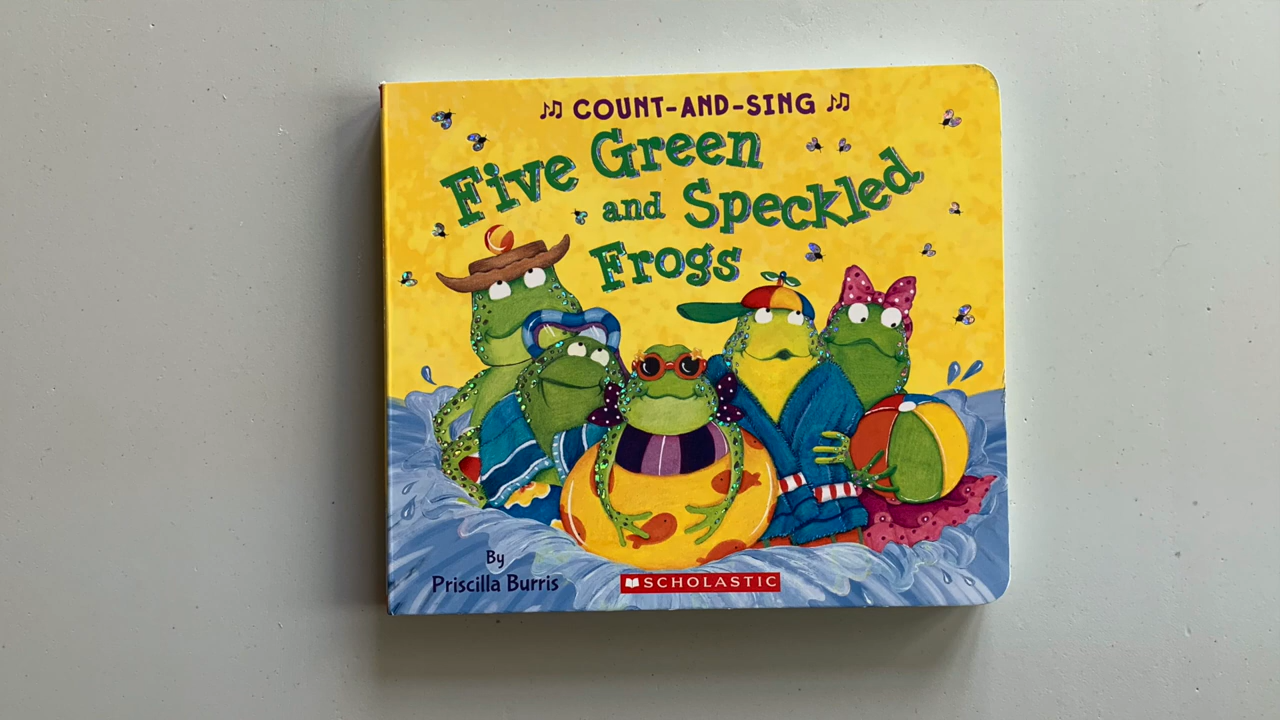 COUNT-AND-SING
Five Green
and Speckled
Frogs
By
Priscilla Burris
SCHOLASTIC